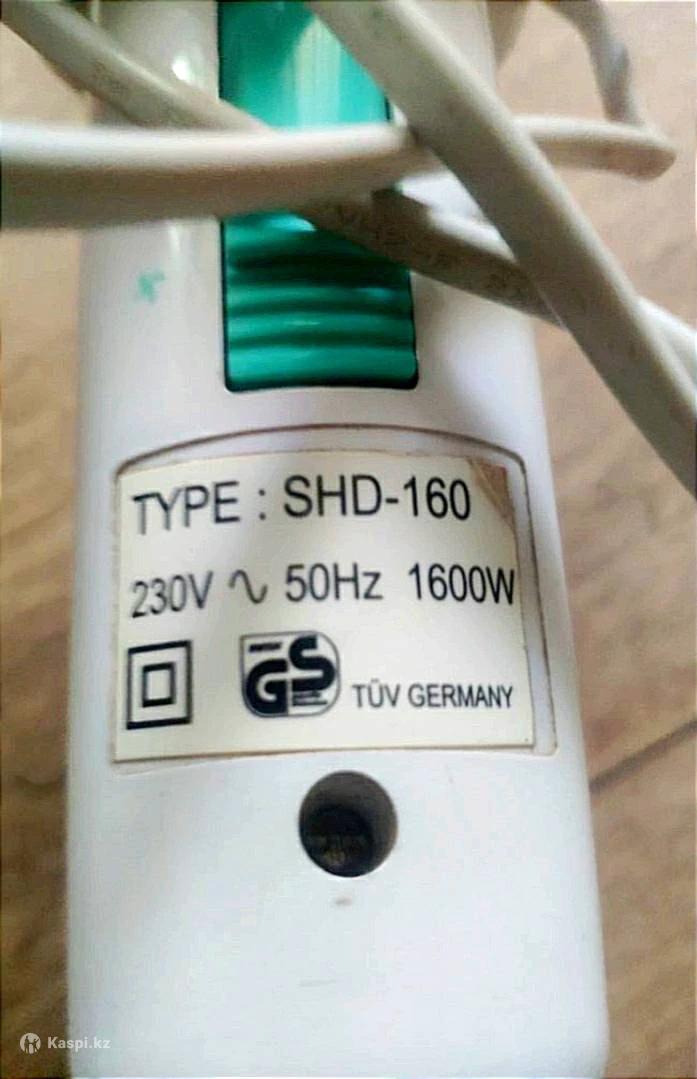 TYPE : SHD-160
230V ∿ 50Hz 1600W
GS
TÜV GERMANY
Kaspi.kz